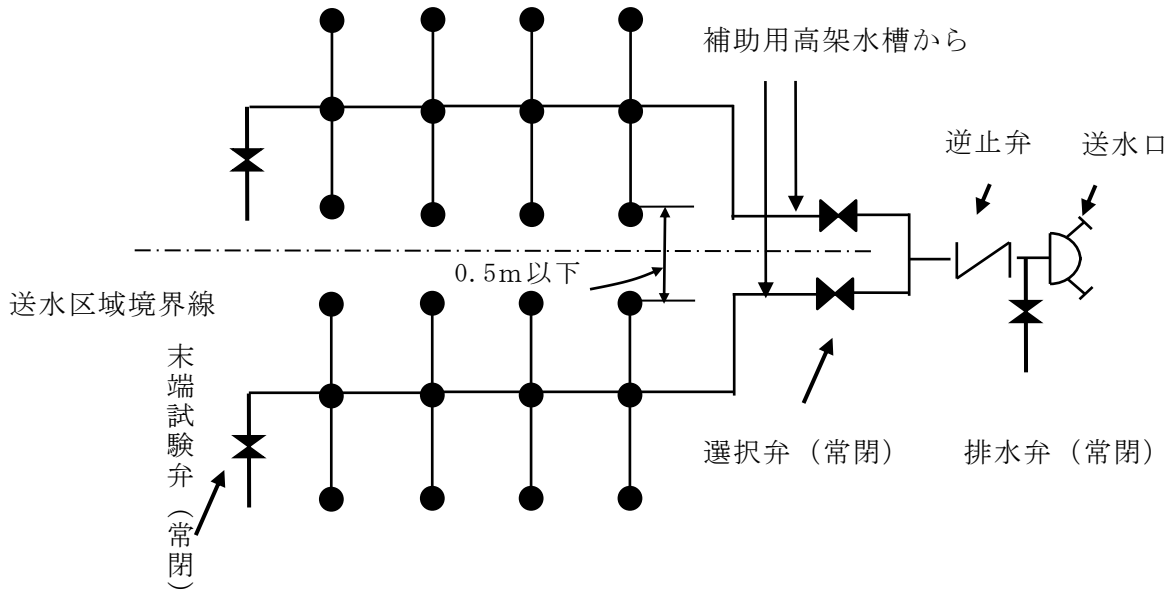 補助用高架水槽から
逆止弁
送水口
0.5m以下
送水区域境界線
末端試験弁（常閉）
選択弁（常閉）
排水弁（常閉）